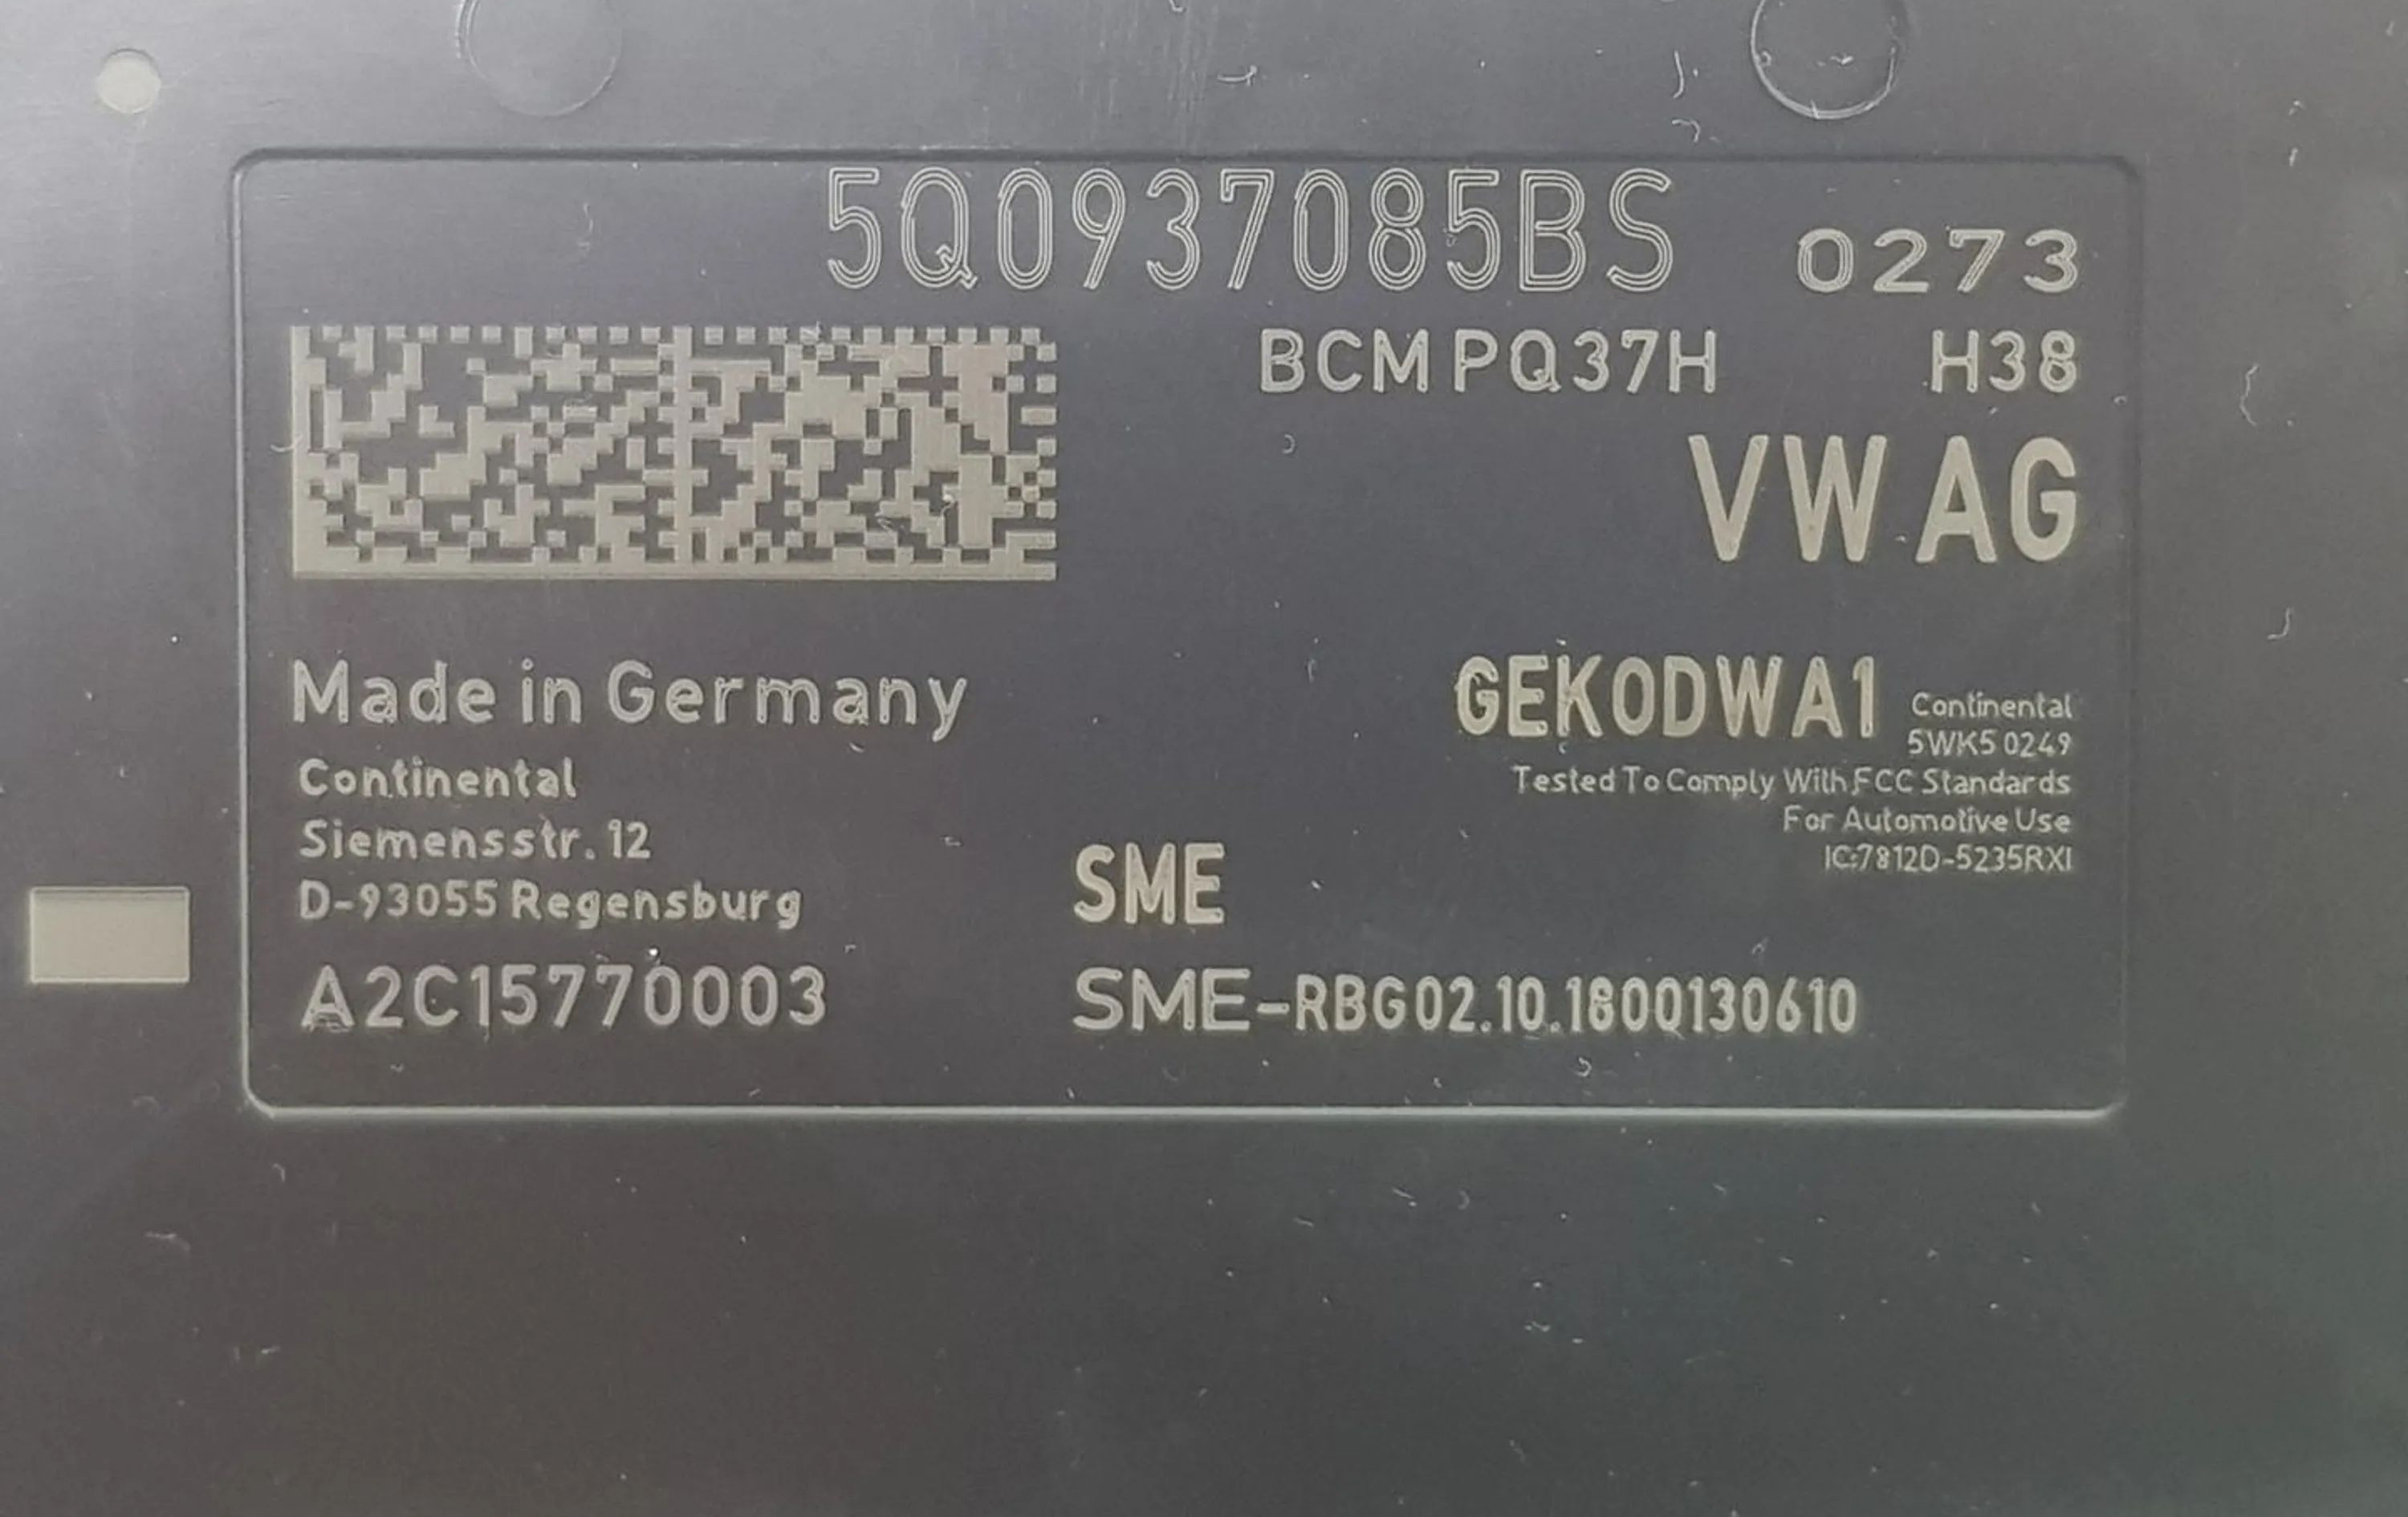 5Q0937085BS 0273
BCM PQ37H H38
VW AG
Made in Germany
GEK0DWA1
Continental
5WK5 0249
Continental
Tested To Comply With FCC Standards
For Automotive Use
Siemensstr. 12
IC:7812D-5235RXI
SME
D-93055 Regensburg
A2C15770003
SME-RBG02.10.1800130610